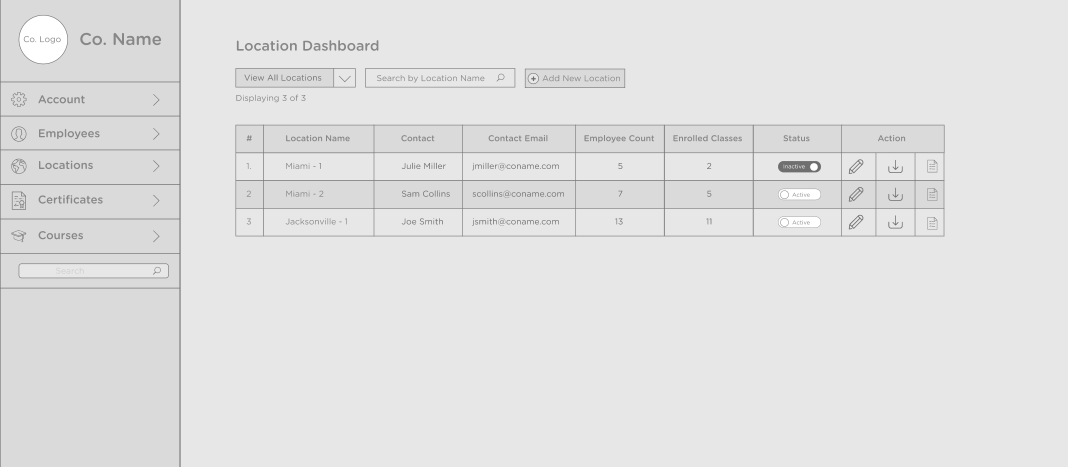 Co. Logo
Co. Name
Account
Employees
Locations
Certificates
Courses
Search
Location Dashboard
View All Locations
Search by Location Name
Add New Location
Displaying 3 of 3
# Location Name Contact Contact Email Employee Count Enrolled Classes Status Action
1. Miami - 1 Julie Miller jmiller@coname.com 5 2 Inactive
2 Miami - 2 Sam Collins scollins@coname.com 7 5 Active
3 Jacksonville - 1 Joe Smith jsmith@coname.com 13 11 Active